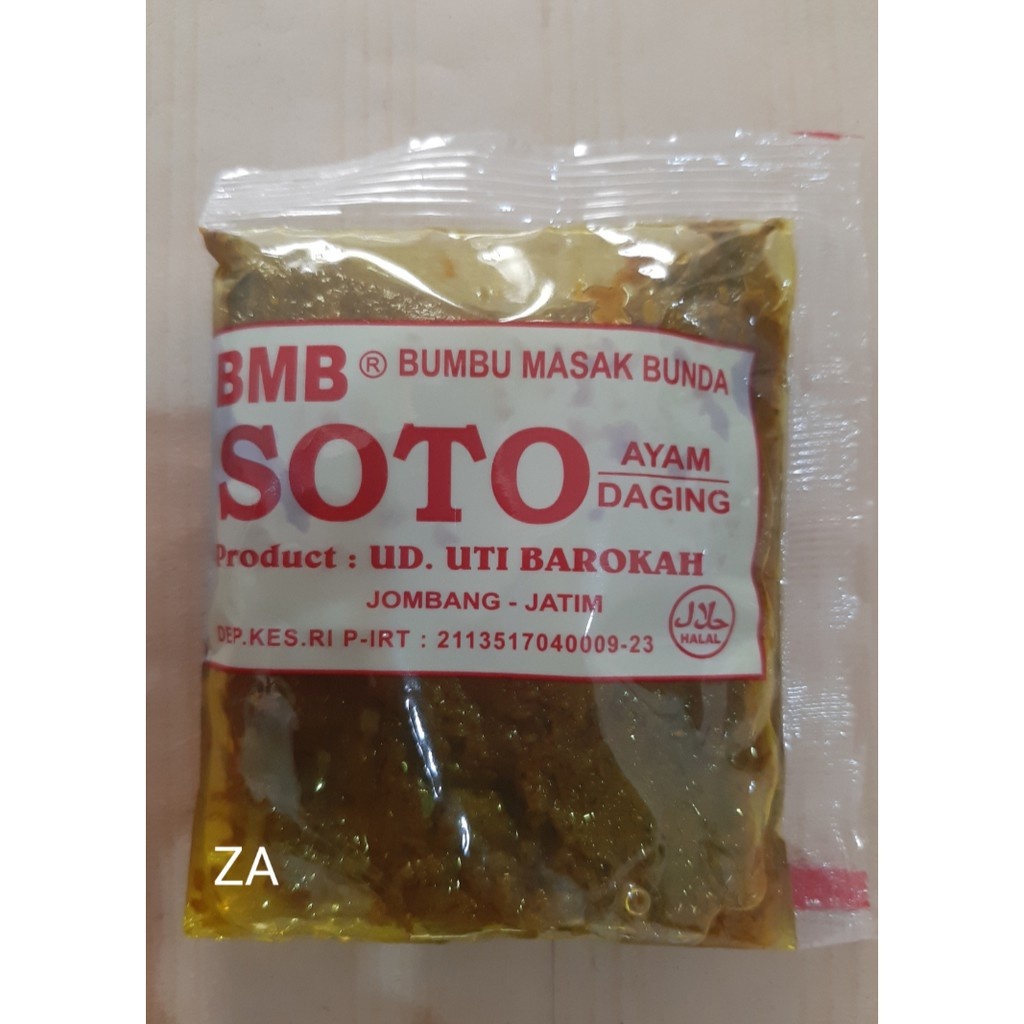 BMB ® BUMBU MASAK BUNDA
SOTO AYAM
DAGING
Product : UD. UTI BAROKAH
JOMBANG - JATIM
DEP.KES.RI P-IRT : 2113517040009-23
حلال
HALAL
ZA